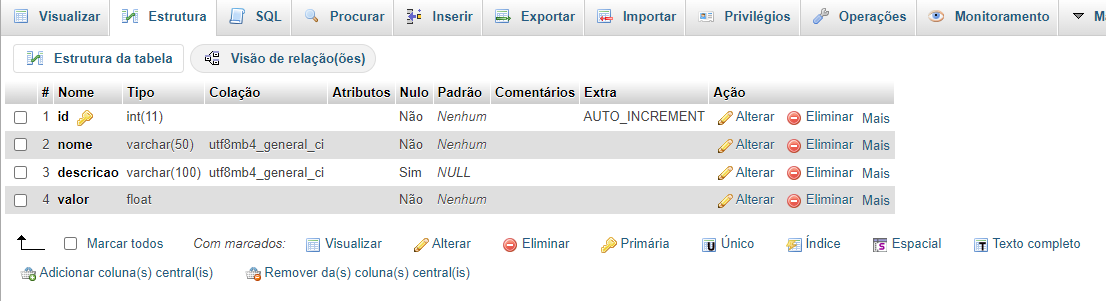 Visualizar Estrutura SQL Procurar Inserir Exportar Importar Privilégios Operações Monitoramento
Estrutura da tabela Visão de relação(ões)
# Nome Tipo Colação Atributos Nulo Padrão Comentários Extra Ação
1 id int(11) Não Nenhum AUTO_INCREMENT Alterar Eliminar Mais
2 nome varchar(50) utf8mb4_general_ci Não Nenhum Alterar Eliminar Mais
3 descricao varchar(100) utf8mb4_general_ci Sim NULL Alterar Eliminar Mais
4 valor float Não Nenhum Alterar Eliminar Mais
Marcar todos Com marcados: Visualizar Alterar Eliminar Primária Único Índice Espacial Texto completo
Adicionar coluna(s) central(is) Remover da(s) coluna(s) central(is)